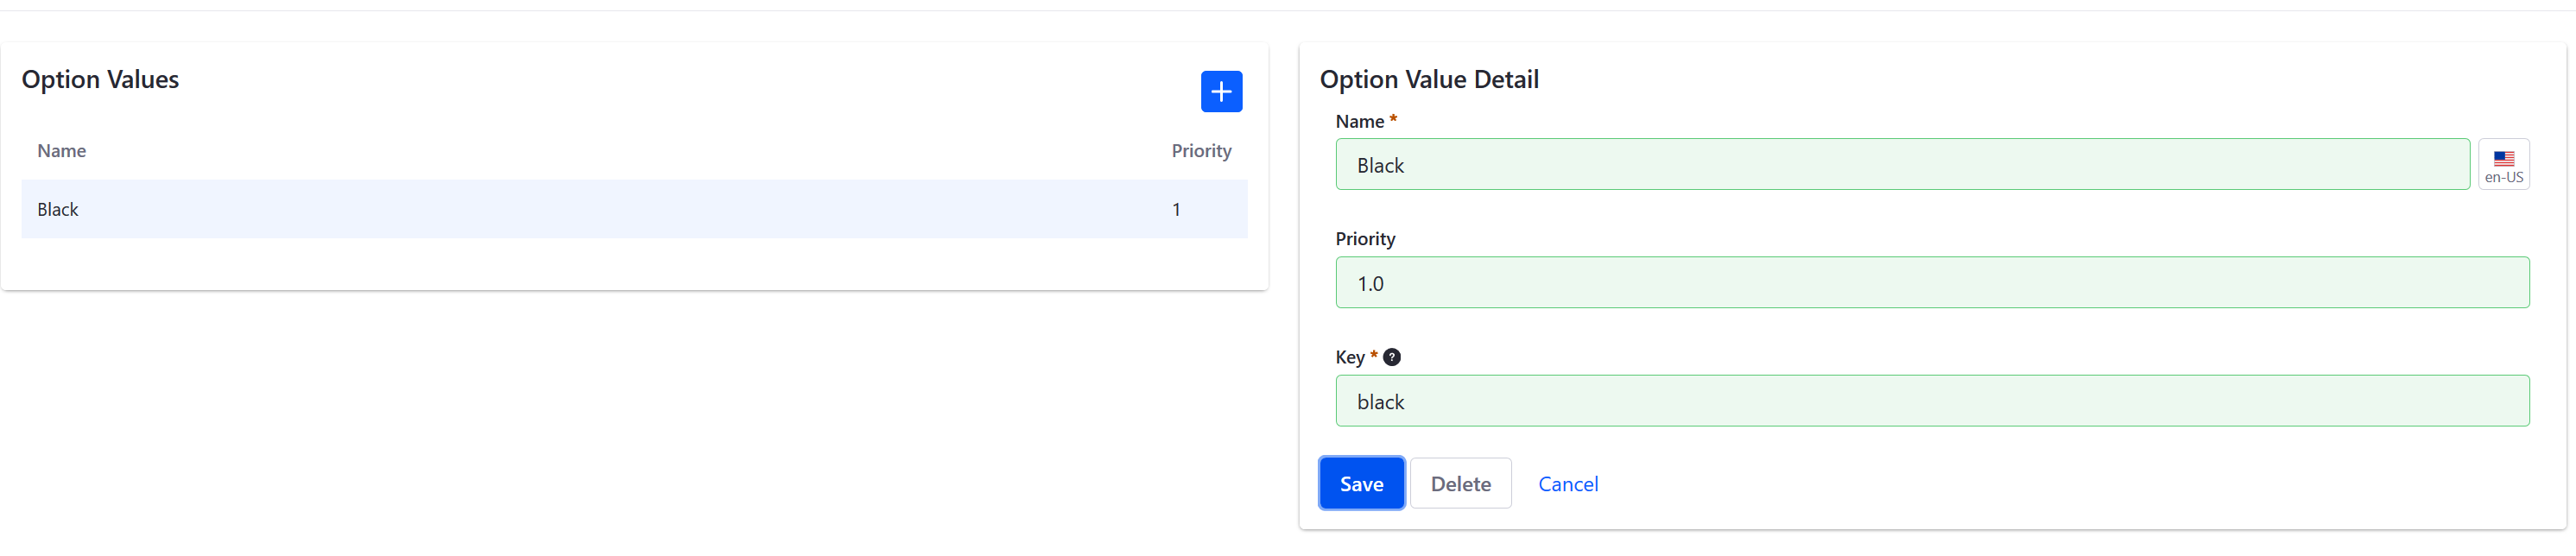 Option Values
Name Priority
Black 1
Option Value Detail
Name *
Black
en-US
Priority
1.0
Key * ?
black
Save Delete Cancel